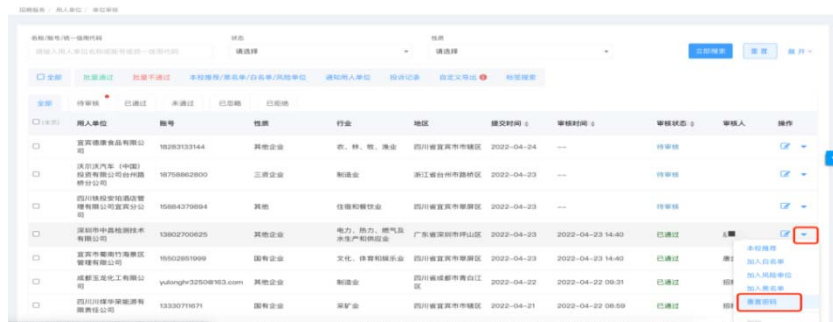 招聘服务 / 用人单位 / 单位审核
名称/账号/统一信用代码 状态 性质
请输入用人单位名称或账号或统一信用代码 请选择 请选择 立即搜索 重置 展开
全部 批量通过 批量不通过 本校推荐/黑名单/白名单/风险单位 通知用人单位 投诉记录 自定义导出 标签搜索
全部 待审核 已通过 未通过 已忽略 已拒绝
(本页) 用人单位 账号 性质 行业 地区 提交时间 审核时间 审核状态 审核人 操作
宜宾德康食品有限公司 18283133144 其他企业 农、林、牧、渔业 四川省宜宾市市辖区 2022-04-24 --- 待审核
沃尔沃汽车（中国）投资有限公司台州路桥分公司 18758862800 三资企业 制造业 浙江省台州市路桥区 2022-04-23 --- 待审核
四川铁投安铂酒店管理有限公司宜宾分公司 15884379894 其他 住宿和餐饮业 四川省宜宾市翠屏区 2022-04-23 --- 待审核
深圳市中昌检测技术有限公司 13802700625 其他企业 电力、热力、燃气及水生产和供应业 广东省深圳市坪山区 2022-04-23 2022-04-23 14:40 已通过
宜宾市蜀南竹海景区管理有限公司 15502851999 国有企业 文化、体育和娱乐业 四川省宜宾市翠屏区 2022-04-23 2022-04-23 14:40 已通过
成都玉龙化工有限公司 yulonghr3250@163.com 其他企业 制造业 四川省成都市青白江区 2022-04-22 2022-04-22 09:31 已通过 招
四川川煤华荣能源有限责任公司 13330711671 国有企业 采矿业 四川省宜宾市市辖区 2022-04-21 2022-04-22 08:59 已通过 招
本校推荐
加入白名单
加入风险单位
加入黑名单
重置密码